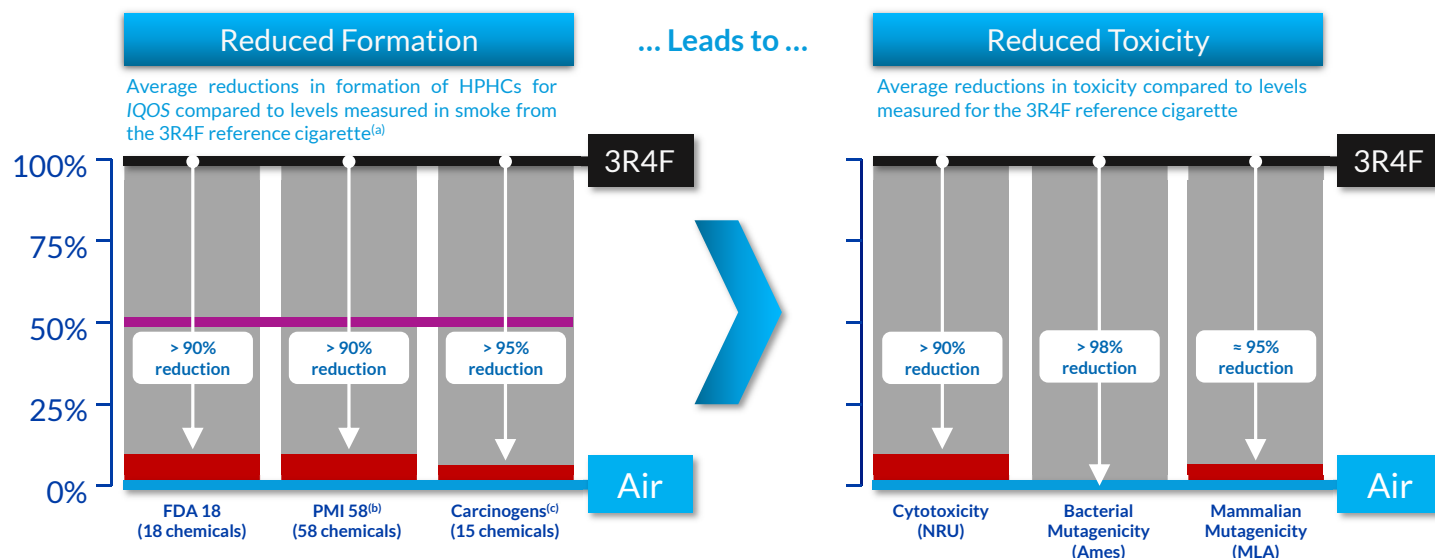 Reduced Formation
... Leads to ...
Reduced Toxicity
Average reductions in formation of HPHCs for
IQOS compared to levels measured in smoke from
the 3R4F reference cigarette(a)
Average reductions in toxicity compared to levels
measured for the 3R4F reference cigarette
100%
75%
50%
25%
0%
3R4F
> 90%
reduction
> 90%
reduction
> 95%
reduction
Air
FDA 18
(18 chemicals)
PMI 58(b)
(58 chemicals)
Carcinogens(c)
(15 chemicals)
3R4F
> 90%
reduction
> 98%
reduction
≈ 95%
reduction
Air
Cytotoxicity
(NRU)
Bacterial
Mutagenicity
(Ames)
Mammalian
Mutagenicity
(MLA)